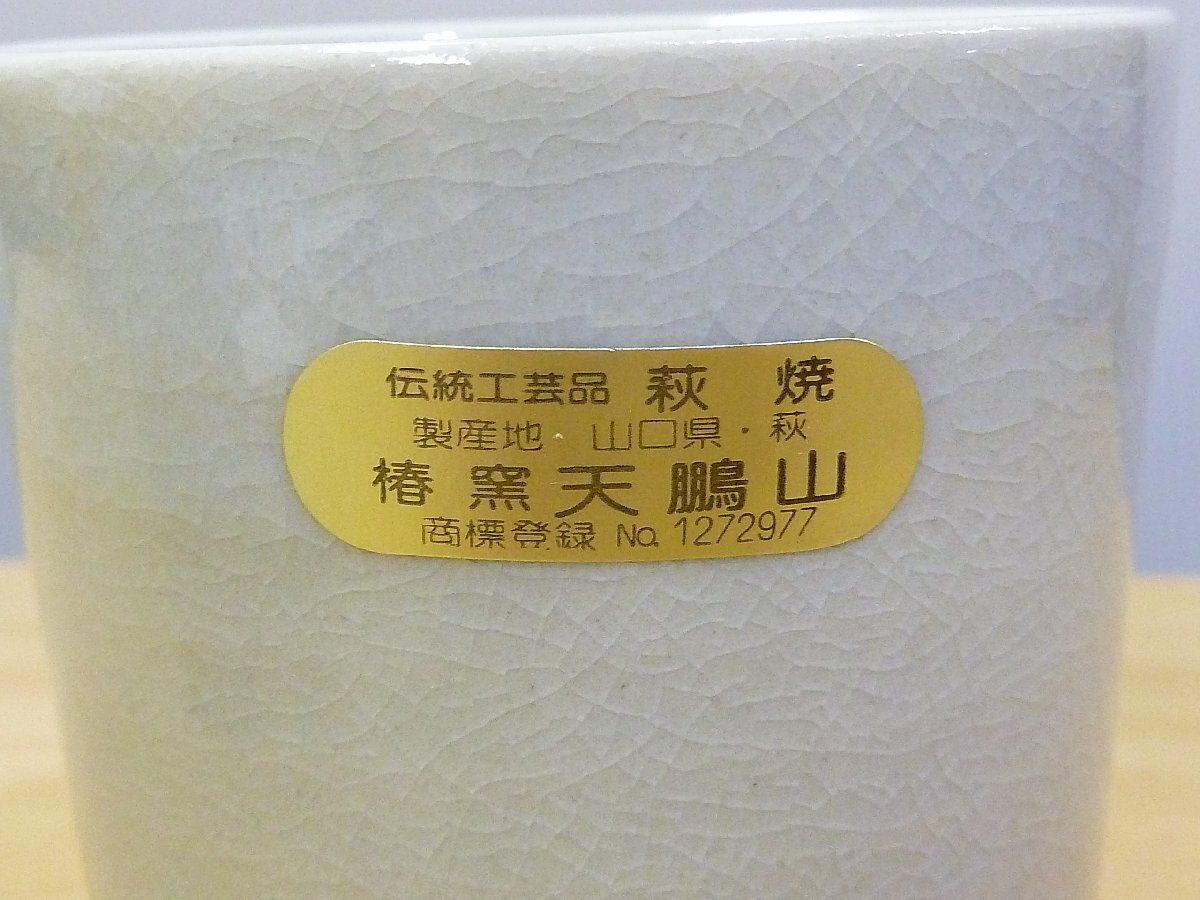 伝統工芸品 萩 焼
製産地・山口県・萩
椿窯天鵬山
商標登録 No. 1272977